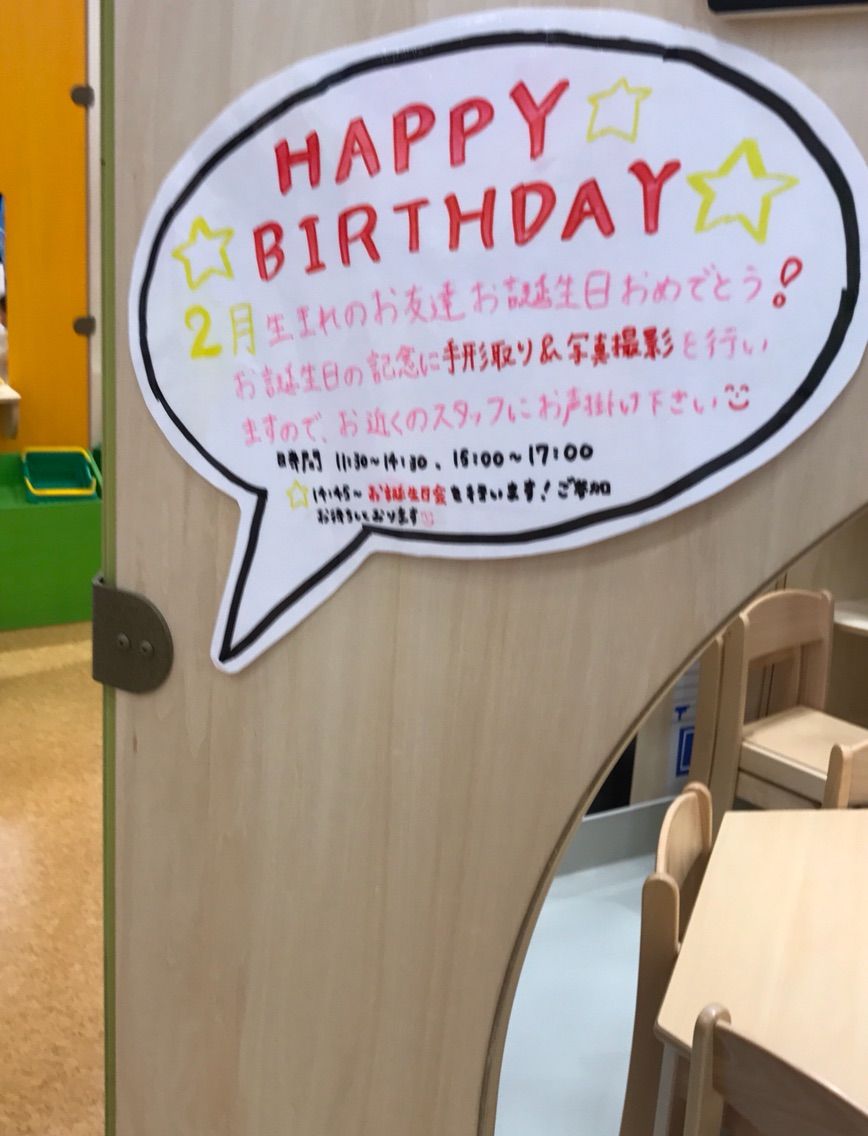 HAPPY
BIRTHDAY
2月生まれのお友達お誕生日おめでとう!
お誕生日の記念に手形取り&写真撮影を行い
ますので、お近くのスタッフにお声掛け下さい
時間 11:30~14:30、15:00~17:00
14:45~お誕生日会を行います!ご参加
お待ちしております